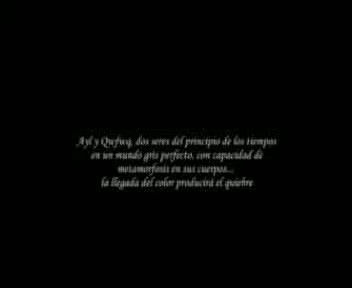 Ayl y Qwfwq, dos seres del principio de los tiempos
en un mundo gris perfecto, con capacidad de
metamorfosis en sus cuerpos...
la llegada del color producirá el quiebre